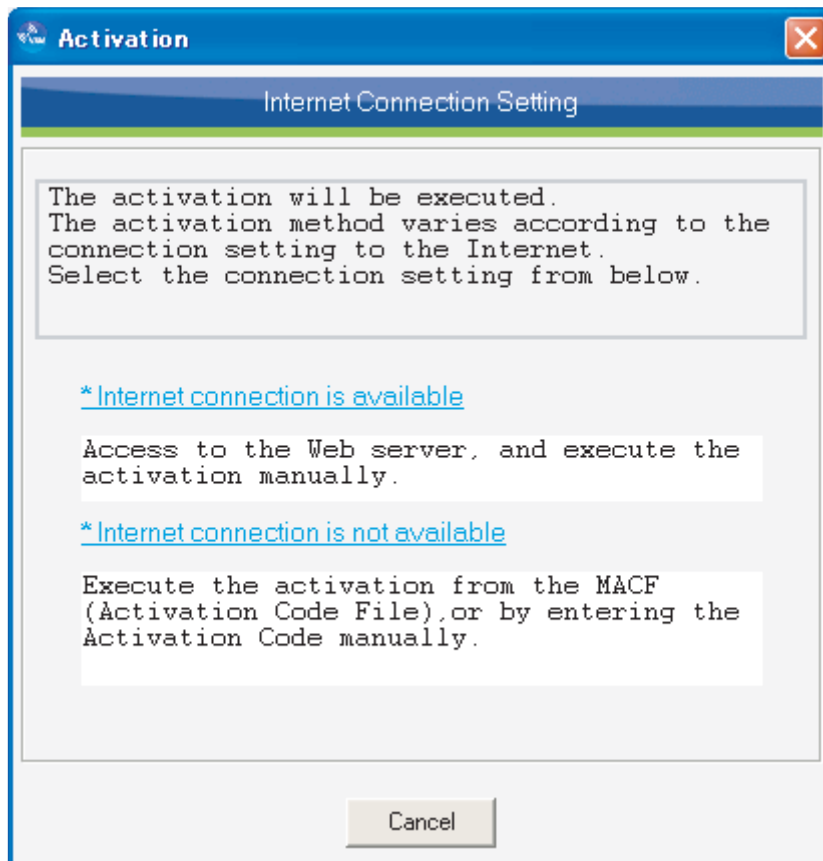 Activation
Internet Connection Setting
The activation will be executed.
The activation method varies according to the
connection setting to the Internet.
Select the connection setting from below.
* Internet connection is available
Access to the Web server, and execute the
activation manually.
* Internet connection is not available
Execute the activation from the MACF
(Activation Code File),or by entering the
Activation Code manually.
Cancel